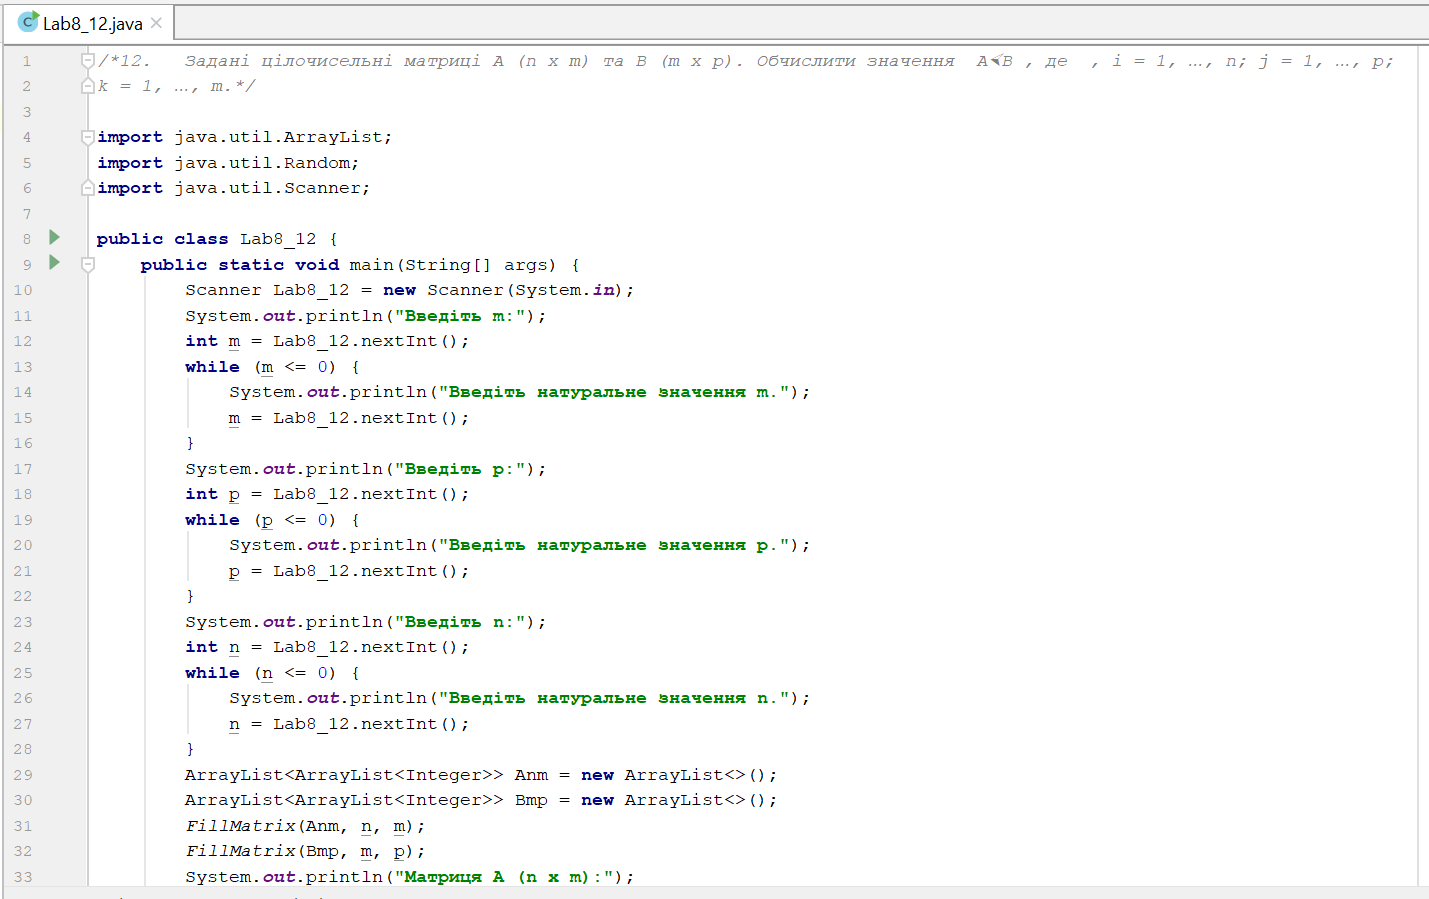 Lab8_12.java
1 /*12. Задані цілочисельні матриці A (n x m) та B (m x p). Обчислити значення A B , де , i = 1, …, n; j = 1, …, p;
2 k = 1, …, m.*/
3
4 import java.util.ArrayList;
5 import java.util.Random;
6 import java.util.Scanner;
7
8 public class Lab8_12 {
9 public static void main(String[] args) {
10 Scanner Lab8_12 = new Scanner(System.in);
11 System.out.println("Введіть m:");
12 int m = Lab8_12.nextInt();
13 while (m <= 0) {
14 System.out.println("Введіть натуральне значення m.");
15 m = Lab8_12.nextInt();
16 }
17 System.out.println("Введіть p:");
18 int p = Lab8_12.nextInt();
19 while (p <= 0) {
20 System.out.println("Введіть натуральне значення p.");
21 p = Lab8_12.nextInt();
22 }
23 System.out.println("Введіть n:");
24 int n = Lab8_12.nextInt();
25 while (n <= 0) {
26 System.out.println("Введіть натуральне значення n.");
27 n = Lab8_12.nextInt();
28 }
29 ArrayList<ArrayList<Integer>> Anm = new ArrayList<>();
30 ArrayList<ArrayList<Integer>> Bmp = new ArrayList<>();
31 FillMatrix(Anm, n, m);
32 FillMatrix(Bmp, m, p);
33 System.out.println("Матриця A (n x m):");